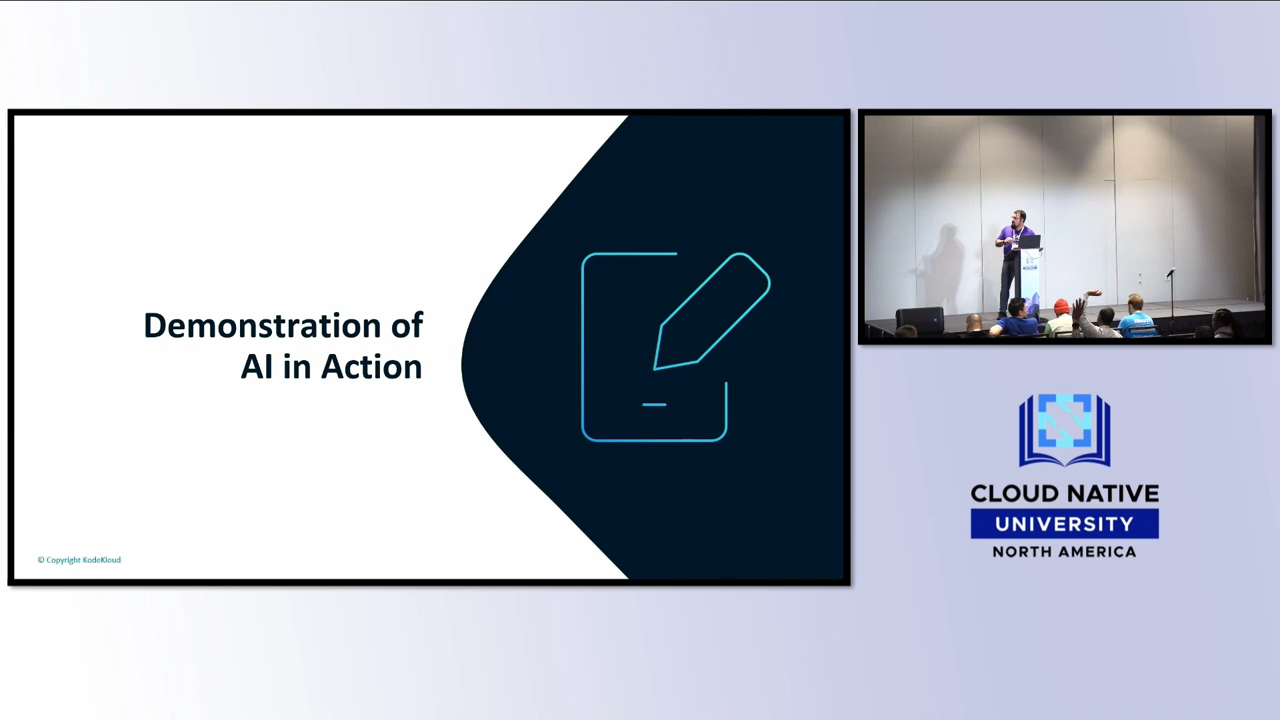 Demonstration of
AI in Action
© Copyright KodeKloud
CLOUD NATIVE
UNIVERSITY
NORTH AMERICA